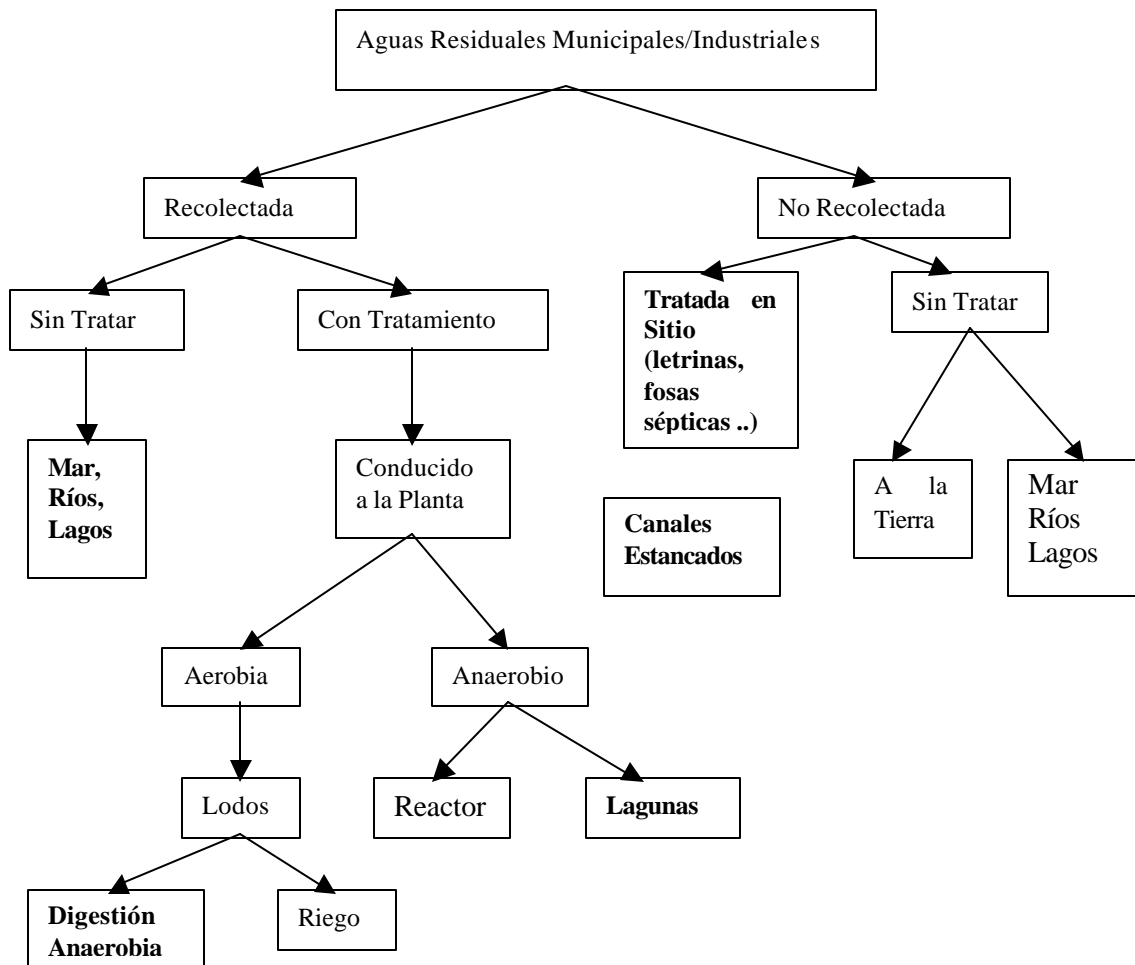 Aguas Residuales Municipales/Industriales
Recolectada
No Recolectada
Sin Tratar
Con Tratamiento
Tratada en
Sitio
(letrinas,
fosas
sépticas ..)
Sin Tratar
Mar,
Ríos,
Lagos
Conducido
a la Planta
Canales
Estancados
A la
Tierra
Mar
Ríos
Lagos
Aerobia
Anaerobio
Lodos
Reactor
Lagunas
Digestión
Anaerobia
Riego